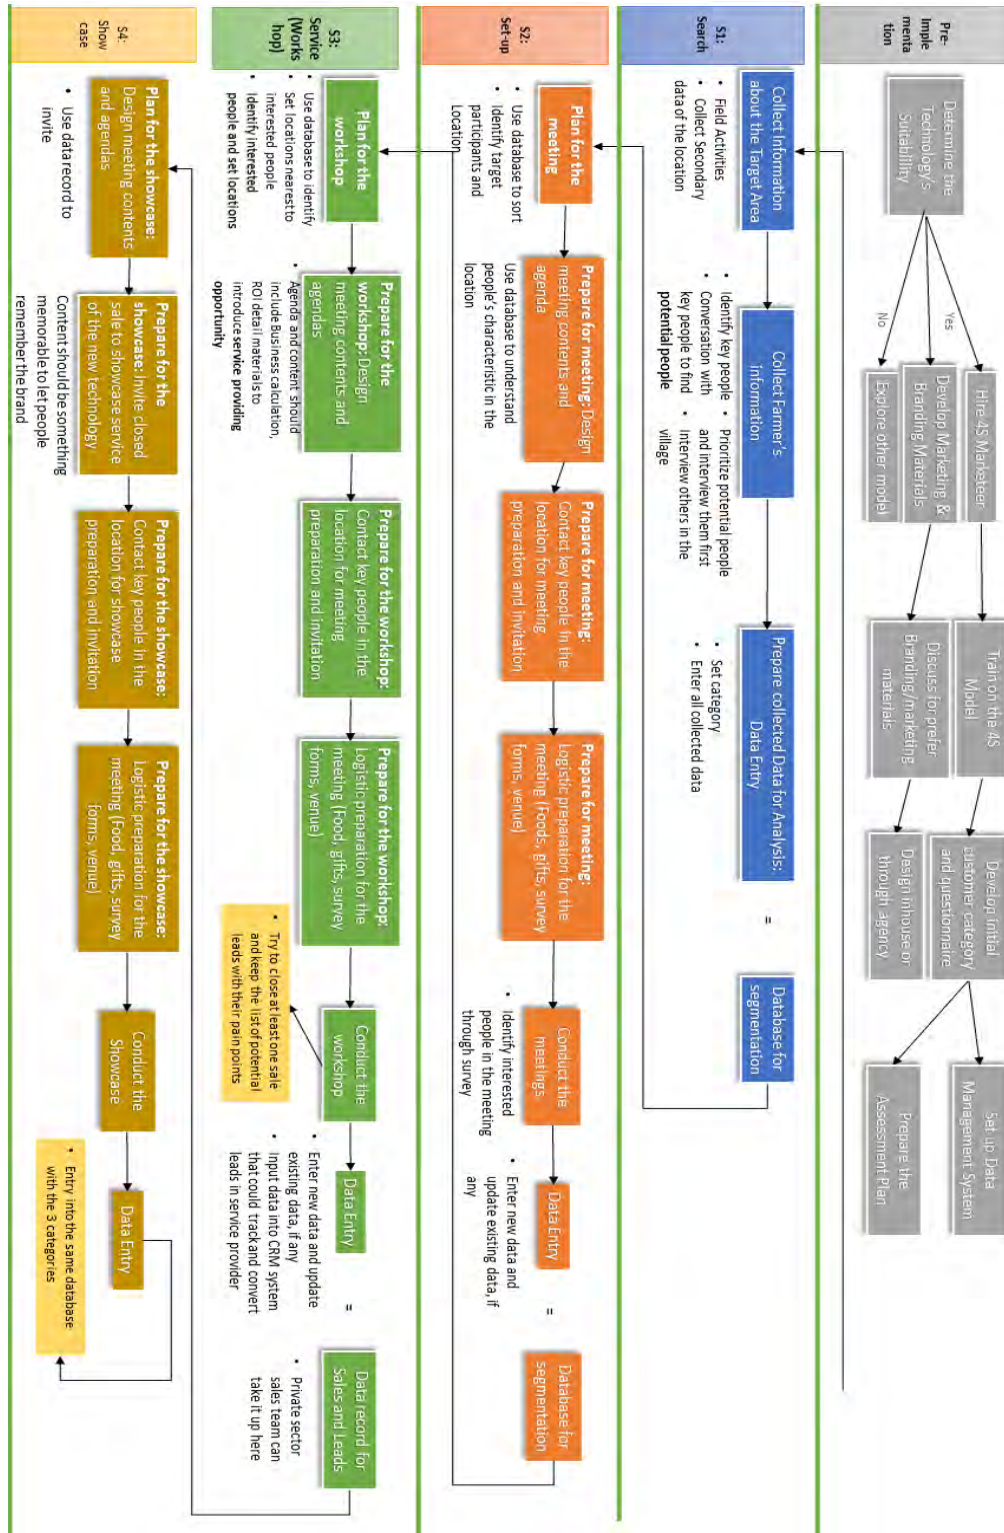 Pre-
Imple
menta
tion
Determine the
Technology's
Suitability
Yes
No
Hire 4S Marketeer
Develop Marketing &
Branding Materials
Explore other model
Train on the 4S
Model
Discuss for prefer
Branding/marketing
materials
Develop initial
customer category
and questionnaire
Design inhouse or
through agency
Set up Data
Management System
Prepare the
Assessment Plan
S1:
Search
Collect Information
about the Target Area
• Field Activities
• Collect Secondary
data of the location
Collect Farmer's
information
• Identify key people
• Conversation with
key people to find
potential people
• Prioritize potential people
and interview them first
• Interview others in the
village
Prepare collected Data for Analysis:
Data Entry
• Set category
• Enter all collected data
=
Database for
segmentation
S2:
Set-up
Plan for the
meeting
• Use database to sort
• Identify target
participants and
Location
Prepare for meeting: Design
meeting contents and
agenda
Use database to understand
people's characteristic in the
location
Prepare for meeting:
Contact key people in the
location for meeting
preparation and invitation
Prepare for meeting:
Logistic preparation for the
meeting (Foods, gifts, survey
forms, venue)
Conduct the
meetings
• Identify interested
people in the meeting
through survey
Data Entry
• Enter new data and
update existing data, if
any
=
Database for
segmentation
S3:
Service
(Works
hop)
Plan for the
workshop
• Use database to identify
• Set locations nearest to
interested people
• Identify interested
people and set locations
Prepare for the
workshop: Design
meeting contents and
agendas
• Agenda and content should
include Business calculation,
ROI detail materials to
introduce service providing
opportunity
Prepare for the workshop:
Contact key people in the
location for meeting
preparation and invitation
Prepare for the workshop:
Logistic preparation for the
meeting (Food, gifts, survey
forms, venue)
Conduct the
workshop
• Try to close at least one sale
and keep the list of potential
leads with their pain points
Data Entry
• Enter new data and update
existing data, if any
• Input data into CRM system
that could track and convert
leads in service provider
=
Data record for
Sales and Leads
• Private sector
sales team can
take it up here
S4:
Show
case
Plan for the showcase:
Design meeting contents
and agendas
• Use data record to
invite
Prepare for the
showcase: Invite closed
sale to showcase service
of the new technology
Content should be something
memorable to let people
remember the brand
Prepare for the showcase:
Contact key people in the
location for showcase
preparation and invitation
Prepare for the showcase:
Logistic preparation for the
meeting (Food, gifts, survey
forms, venue)
Conduct the
Showcase
Data Entry
• Entry into the same database
with the 3 categories